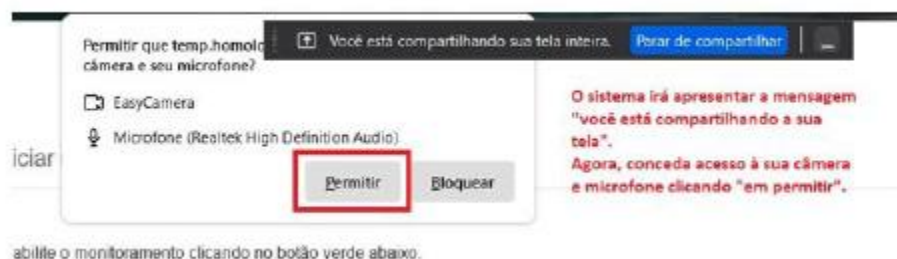 Permitir que temp.homolo
câmera e seu microfone?
Você está compartilhando sua tela inteira. Parar de compartilhar
EasyCamera
Microfone (Realtek High Definition Audio)
iciar
Permitir Bloquear
O sistema irá apresentar a mensagem
"você está compartilhando a sua
tela".
Agora, conceda acesso à sua câmera
e microfone clicando "em permitir".
abilite o monitoramento clicando no botão verde abaixo.